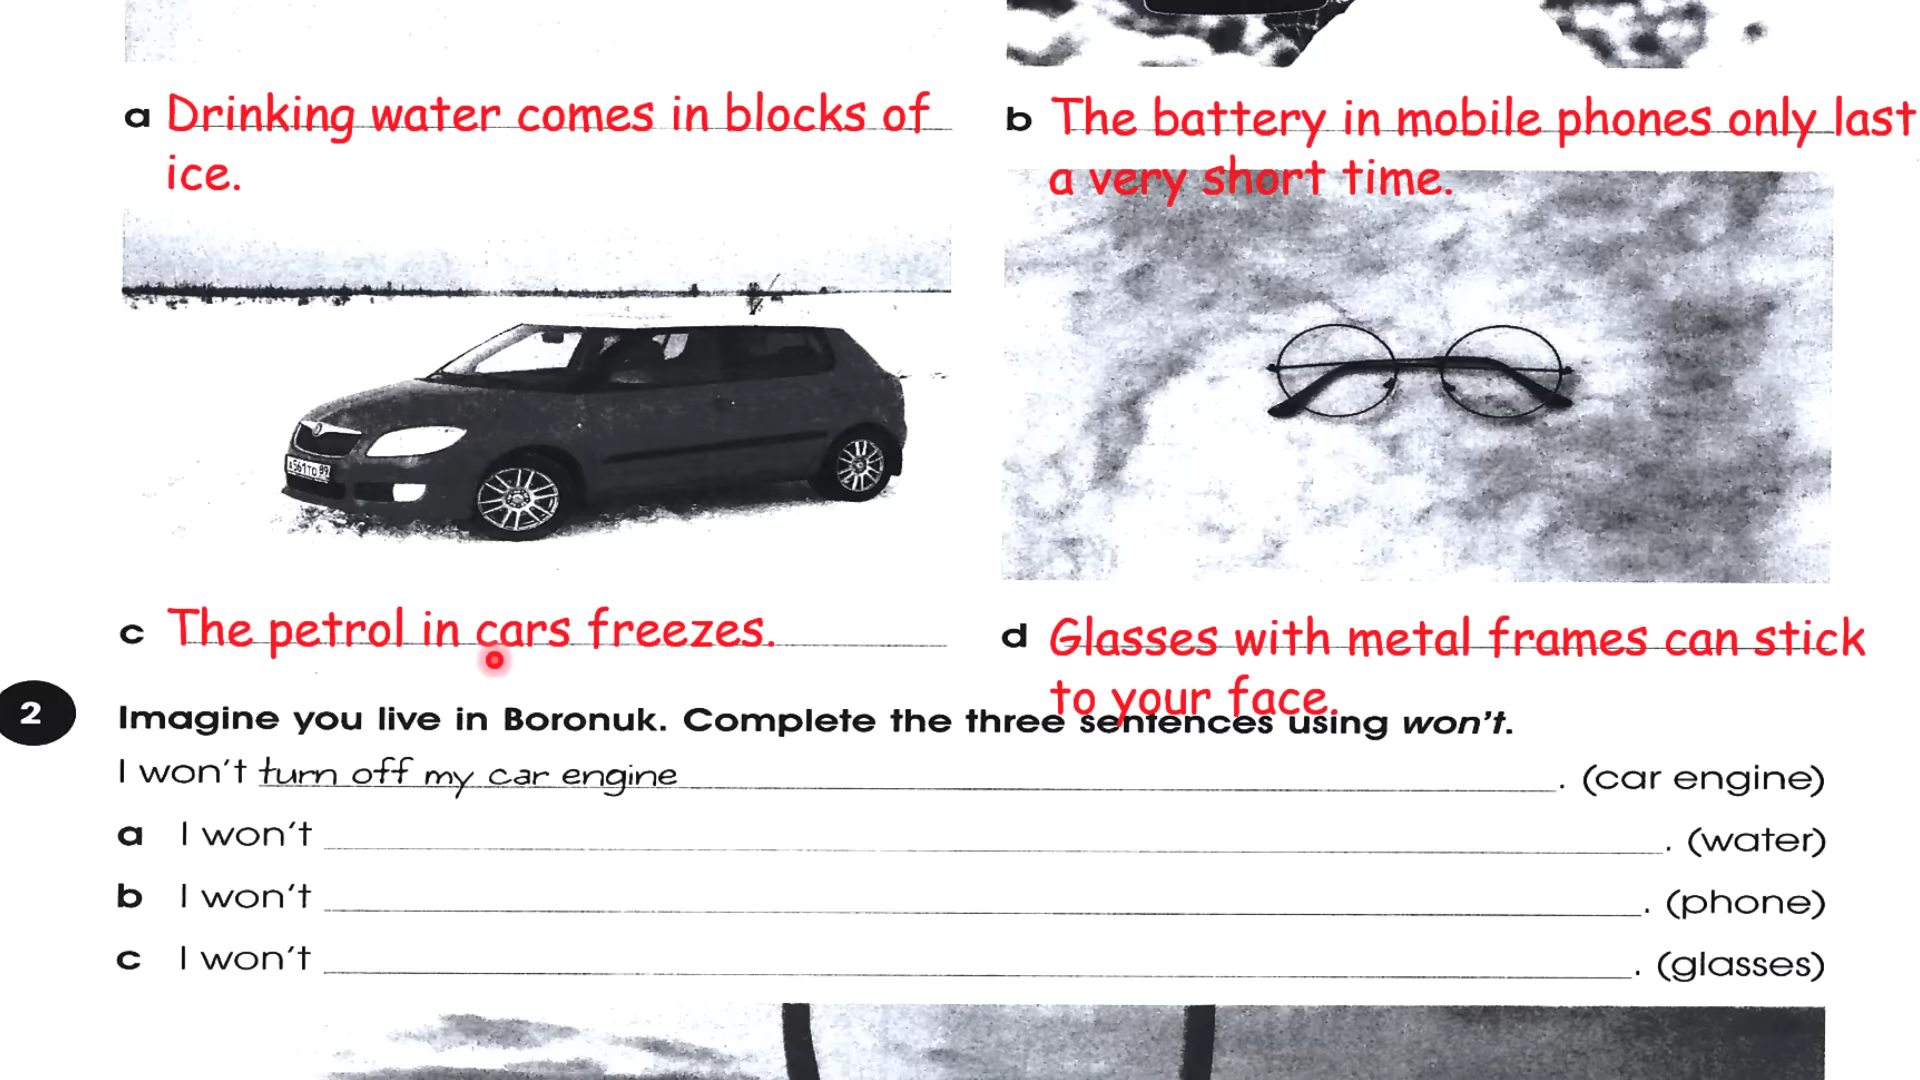 a Drinking water comes in blocks of
ice.
b The battery in mobile phones only last
a very short time.
c The petrol in cars freezes.
d Glasses with metal frames can stick
to your face.
2 Imagine you live in Boronuk. Complete the three sentences using won't.
I won't turn off my car engine . (car engine)
a I won't . (water)
b I won't . (phone)
c I won't . (glasses)